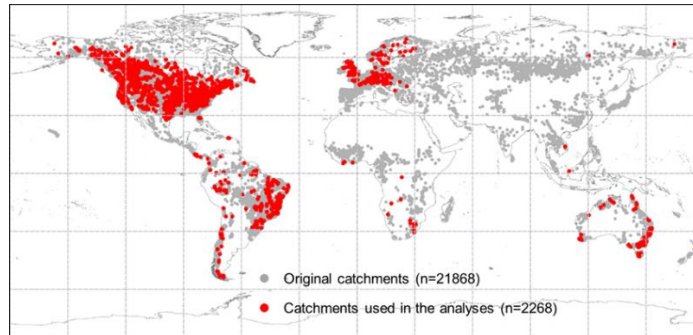 Original catchments (n=21868)
Catchments used in the analyses (n=2268)